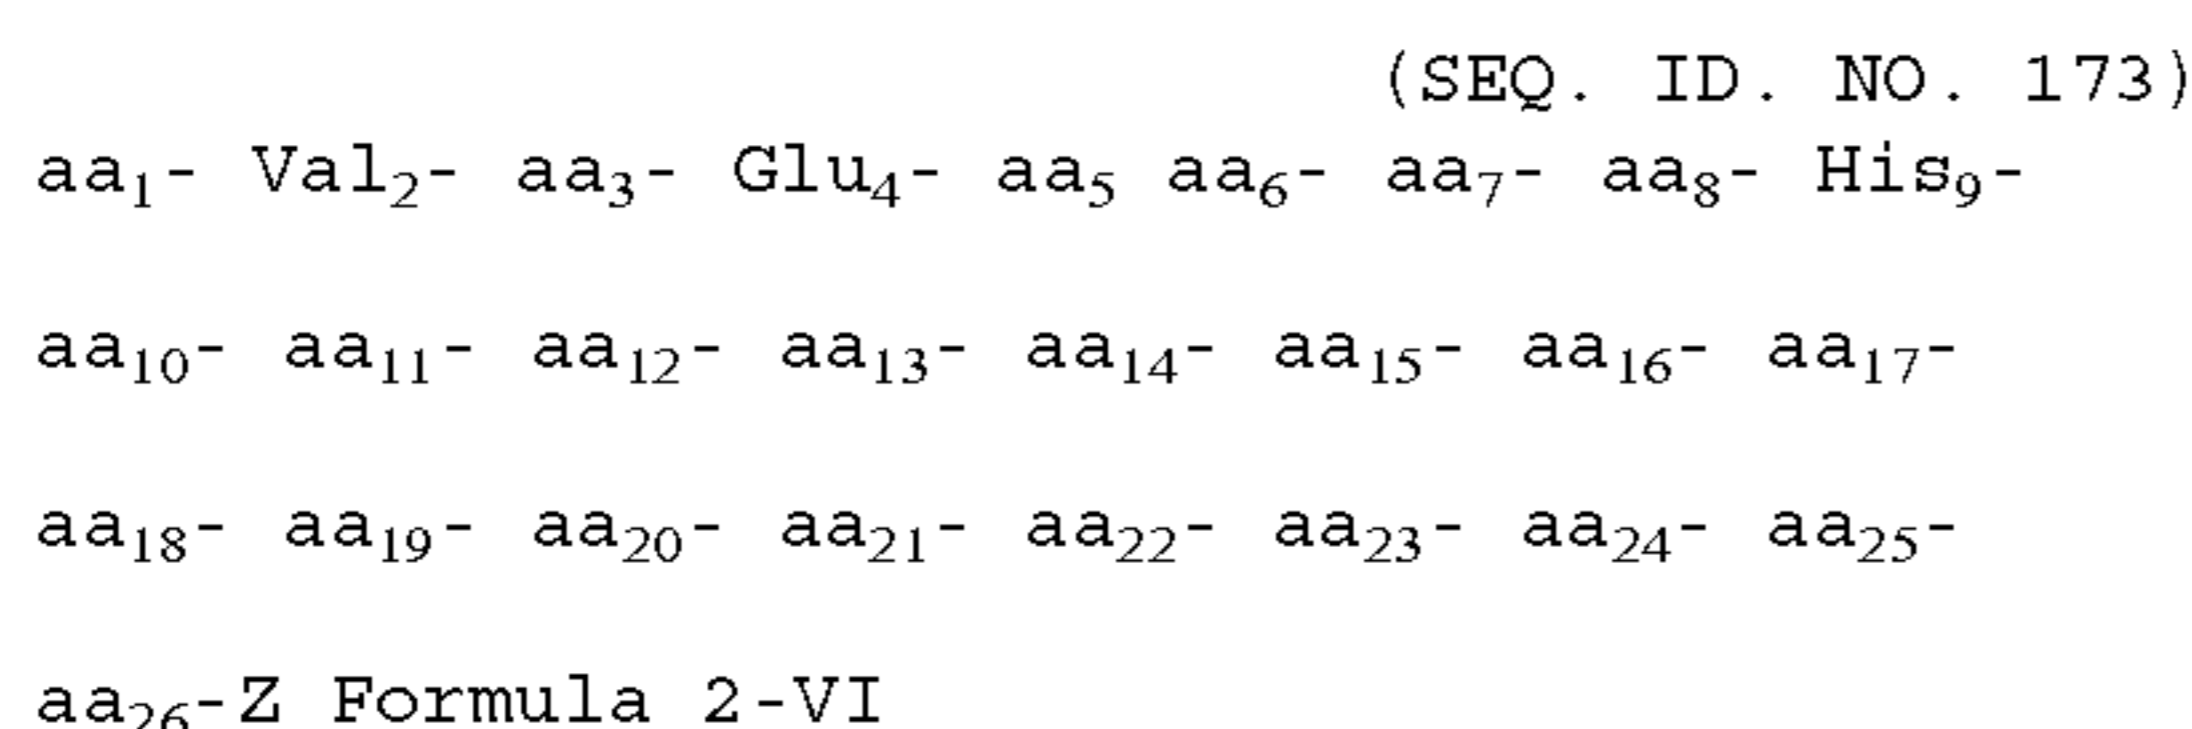 (SEQ. ID. NO. 173)
aa₁- Val₂- aa₃- Glu₄- aa₅ aa₆- aa₇- aa₈- His₉-
aa₁₀- aa₁₁- aa₁₂- aa₁₃- aa₁₄- aa₁₅- aa₁₆- aa₁₇-
aa₁₈- aa₁₉- aa₂₀- aa₂₁- aa₂₂- aa₂₃- aa₂₄- aa₂₅-
aa₂₆-Z Formula 2-VI